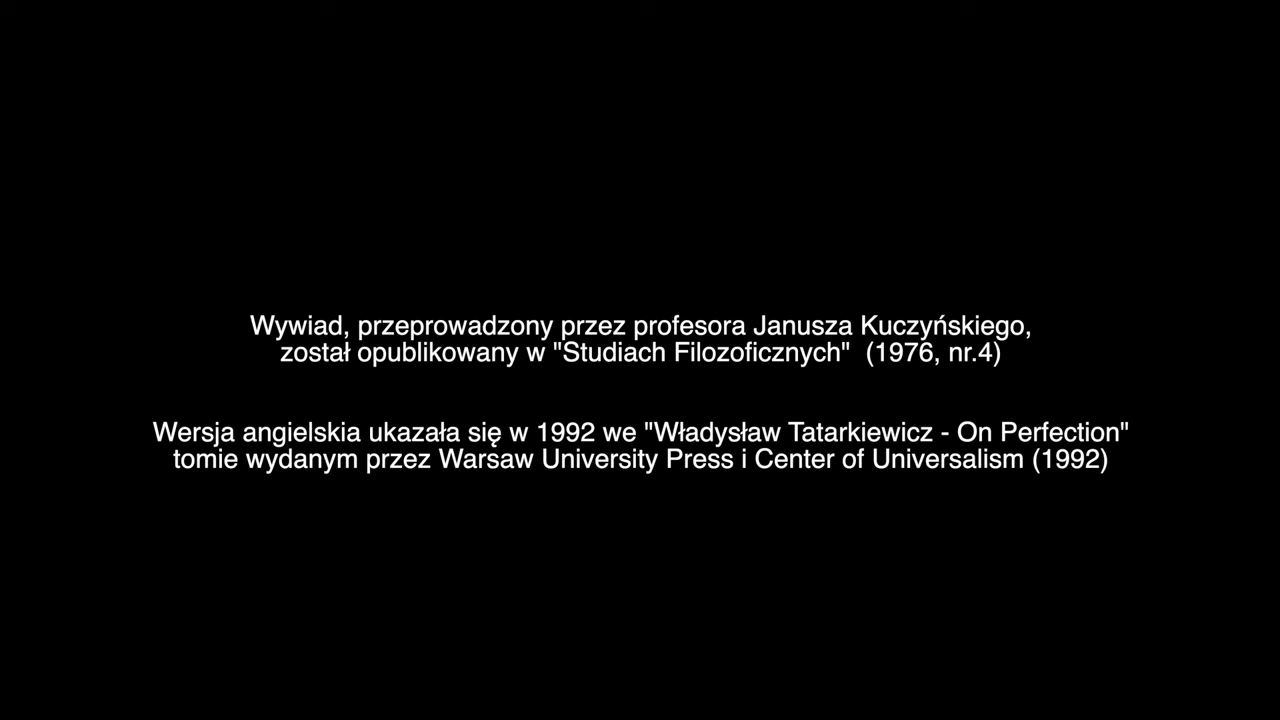 Wywiad, przeprowadzony przez profesora Janusza Kuczyńskiego,
został opublikowany w "Studiach Filozoficznych"  (1976, nr.4)
Wersja angielskia ukazała się w 1992 we "Władysław Tatarkiewicz - On Perfection"
tomie wydanym przez Warsaw University Press i Center of Universalism (1992)